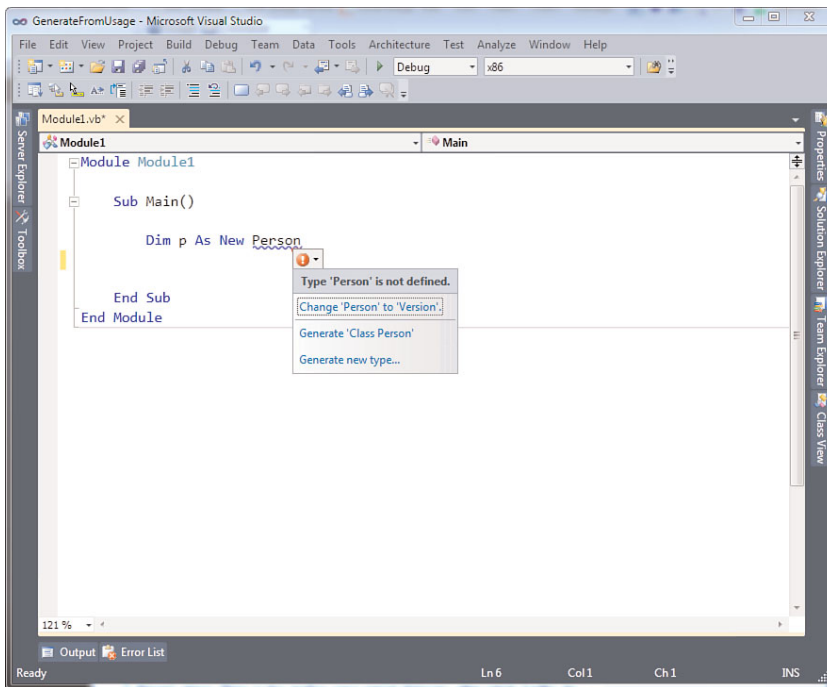 GenerateFromUsage - Microsoft Visual Studio
File Edit View Project Build Debug Team Data Tools Architecture Test Analyze Window Help
Debug x86
Module1.vb*
Module1 Main
Module Module1
Sub Main()
Dim p As New Person
Type 'Person' is not defined.
Change 'Person' to 'Version'.
Generate 'Class Person'
Generate new type...
End Sub
End Module
Server Explorer
Toolbox
Properties
Solution Explorer
Team Explorer
Class View
121 %
Output Error List
Ready Ln 6 Col 1 Ch 1 INS